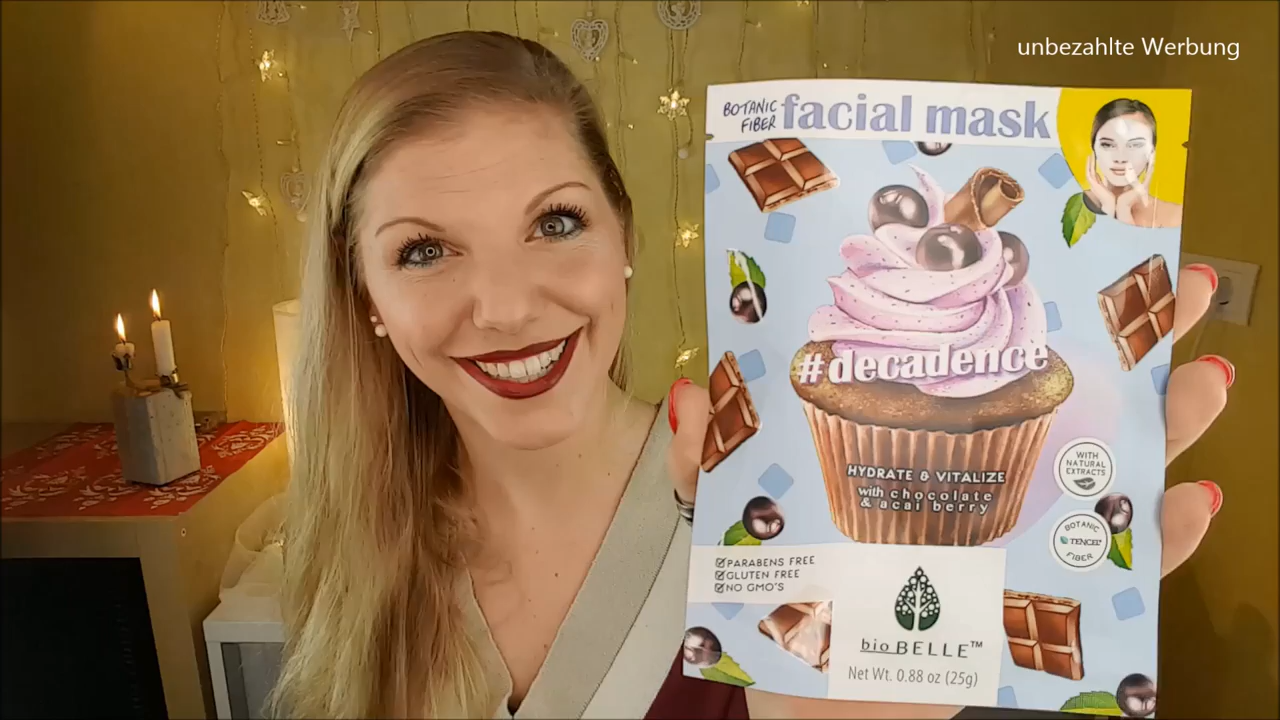 unbezahlte Werbung
BOTANIC
FIBER
facial mask
#decadence
HYDRATE & VITALIZE
with chocolate
& acai berry
WITH
NATURAL
EXTRACTS
BOTANIC
TENCEL
FIBER
PARABENS FREE
GLUTEN FREE
NO GMO'S
bioBELLE™
Net Wt. 0.88 oz (25g)